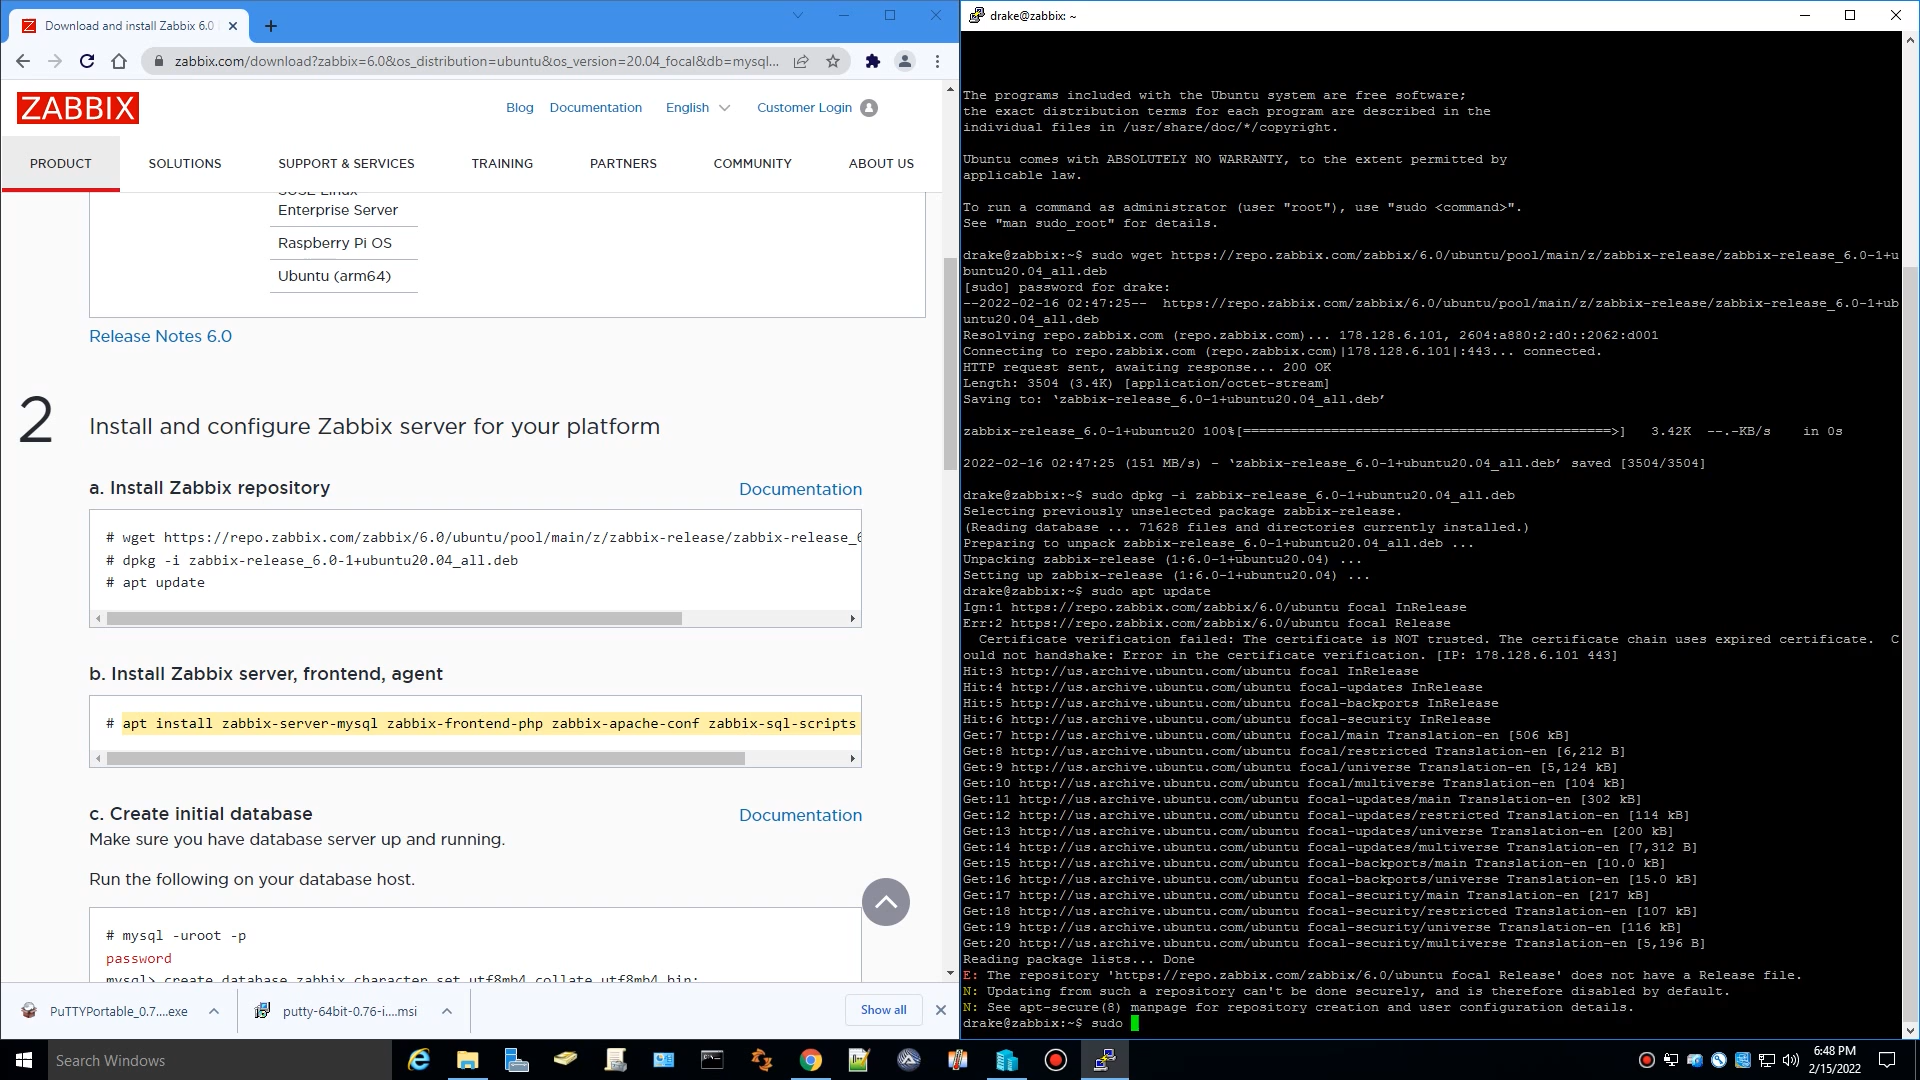 Download and install Zabbix 6.0
zabbix.com/download?zabbix=6.0&os_distribution=ubuntu&os_version=20.04_focal&db=mysql...
ZABBIX
Blog
Documentation
English
Customer Login
PRODUCT
SOLUTIONS
SUPPORT & SERVICES
TRAINING
PARTNERS
COMMUNITY
ABOUT US
SUSE Linux
Enterprise Server
Raspberry Pi OS
Ubuntu (arm64)
Release Notes 6.0
2
Install and configure Zabbix server for your platform
a. Install Zabbix repository
Documentation
# wget https://repo.zabbix.com/zabbix/6.0/ubuntu/pool/main/z/zabbix-release/zabbix-release_6
# dpkg -i zabbix-release_6.0-1+ubuntu20.04_all.deb
# apt update
b. Install Zabbix server, frontend, agent
# apt install zabbix-server-mysql zabbix-frontend-php zabbix-apache-conf zabbix-sql-scripts
c. Create initial database
Documentation
Make sure you have database server up and running.
Run the following on your database host.
# mysql -uroot -p
password
mysql> create database zabbix character set utf8mb4 collate utf8mb4_bin;
PuTTYPortable_0.7....exe
putty-64bit-0.76-i....msi
Show all
drake@zabbix: ~
The programs included with the Ubuntu system are free software;
the exact distribution terms for each program are described in the
individual files in /usr/share/doc/*/copyright.
Ubuntu comes with ABSOLUTELY NO WARRANTY, to the extent permitted by
applicable law.
To run a command as administrator (user "root"), use "sudo <command>".
See "man sudo_root" for details.
drake@zabbix:~$ sudo wget https://repo.zabbix.com/zabbix/6.0/ubuntu/pool/main/z/zabbix-release/zabbix-release_6.0-1+u
buntu20.04_all.deb
[sudo] password for drake:
--2022-02-16 02:47:25--  https://repo.zabbix.com/zabbix/6.0/ubuntu/pool/main/z/zabbix-release/zabbix-release_6.0-1+ub
untu20.04_all.deb
Resolving repo.zabbix.com (repo.zabbix.com)... 178.128.6.101, 2604:a880:2:d0::2062:d001
Connecting to repo.zabbix.com (repo.zabbix.com)|178.128.6.101|:443... connected.
HTTP request sent, awaiting response... 200 OK
Length: 3504 (3.4K) [application/octet-stream]
Saving to: ‘zabbix-release_6.0-1+ubuntu20.04_all.deb’
zabbix-release_6.0-1+ubuntu20 100%[==============================================>]   3.42K  --.-KB/s    in 0s
2022-02-16 02:47:25 (151 MB/s) - ‘zabbix-release_6.0-1+ubuntu20.04_all.deb’ saved [3504/3504]
drake@zabbix:~$ sudo dpkg -i zabbix-release_6.0-1+ubuntu20.04_all.deb
Selecting previously unselected package zabbix-release.
(Reading database ... 71628 files and directories currently installed.)
Preparing to unpack zabbix-release_6.0-1+ubuntu20.04_all.deb ...
Unpacking zabbix-release (1:6.0-1+ubuntu20.04) ...
Setting up zabbix-release (1:6.0-1+ubuntu20.04) ...
drake@zabbix:~$ sudo apt update
Ign:1 https://repo.zabbix.com/zabbix/6.0/ubuntu focal InRelease
Err:2 https://repo.zabbix.com/zabbix/6.0/ubuntu focal Release
  Certificate verification failed: The certificate is NOT trusted. The certificate chain uses expired certificate.  C
ould not handshake: Error in the certificate verification. [IP: 178.128.6.101 443]
Hit:3 http://us.archive.ubuntu.com/ubuntu focal InRelease
Hit:4 http://us.archive.ubuntu.com/ubuntu focal-updates InRelease
Hit:5 http://us.archive.ubuntu.com/ubuntu focal-backports InRelease
Hit:6 http://us.archive.ubuntu.com/ubuntu focal-security InRelease
Get:7 http://us.archive.ubuntu.com/ubuntu focal/main Translation-en [506 kB]
Get:8 http://us.archive.ubuntu.com/ubuntu focal/restricted Translation-en [6,212 B]
Get:9 http://us.archive.ubuntu.com/ubuntu focal/universe Translation-en [5,124 kB]
Get:10 http://us.archive.ubuntu.com/ubuntu focal/multiverse Translation-en [104 kB]
Get:11 http://us.archive.ubuntu.com/ubuntu focal-updates/main Translation-en [302 kB]
Get:12 http://us.archive.ubuntu.com/ubuntu focal-updates/restricted Translation-en [114 kB]
Get:13 http://us.archive.ubuntu.com/ubuntu focal-updates/universe Translation-en [200 kB]
Get:14 http://us.archive.ubuntu.com/ubuntu focal-updates/multiverse Translation-en [7,312 B]
Get:15 http://us.archive.ubuntu.com/ubuntu focal-backports/main Translation-en [10.0 kB]
Get:16 http://us.archive.ubuntu.com/ubuntu focal-backports/universe Translation-en [15.0 kB]
Get:17 http://us.archive.ubuntu.com/ubuntu focal-security/main Translation-en [217 kB]
Get:18 http://us.archive.ubuntu.com/ubuntu focal-security/restricted Translation-en [107 kB]
Get:19 http://us.archive.ubuntu.com/ubuntu focal-security/universe Translation-en [116 kB]
Get:20 http://us.archive.ubuntu.com/ubuntu focal-security/multiverse Translation-en [5,196 B]
Reading package lists... Done
E: The repository 'https://repo.zabbix.com/zabbix/6.0/ubuntu focal Release' does not have a Release file.
N: Updating from such a repository can't be done securely, and is therefore disabled by default.
N: See apt-secure(8) manpage for repository creation and user configuration details.
drake@zabbix:~$ sudo
Search Windows
6:48 PM
2/15/2022